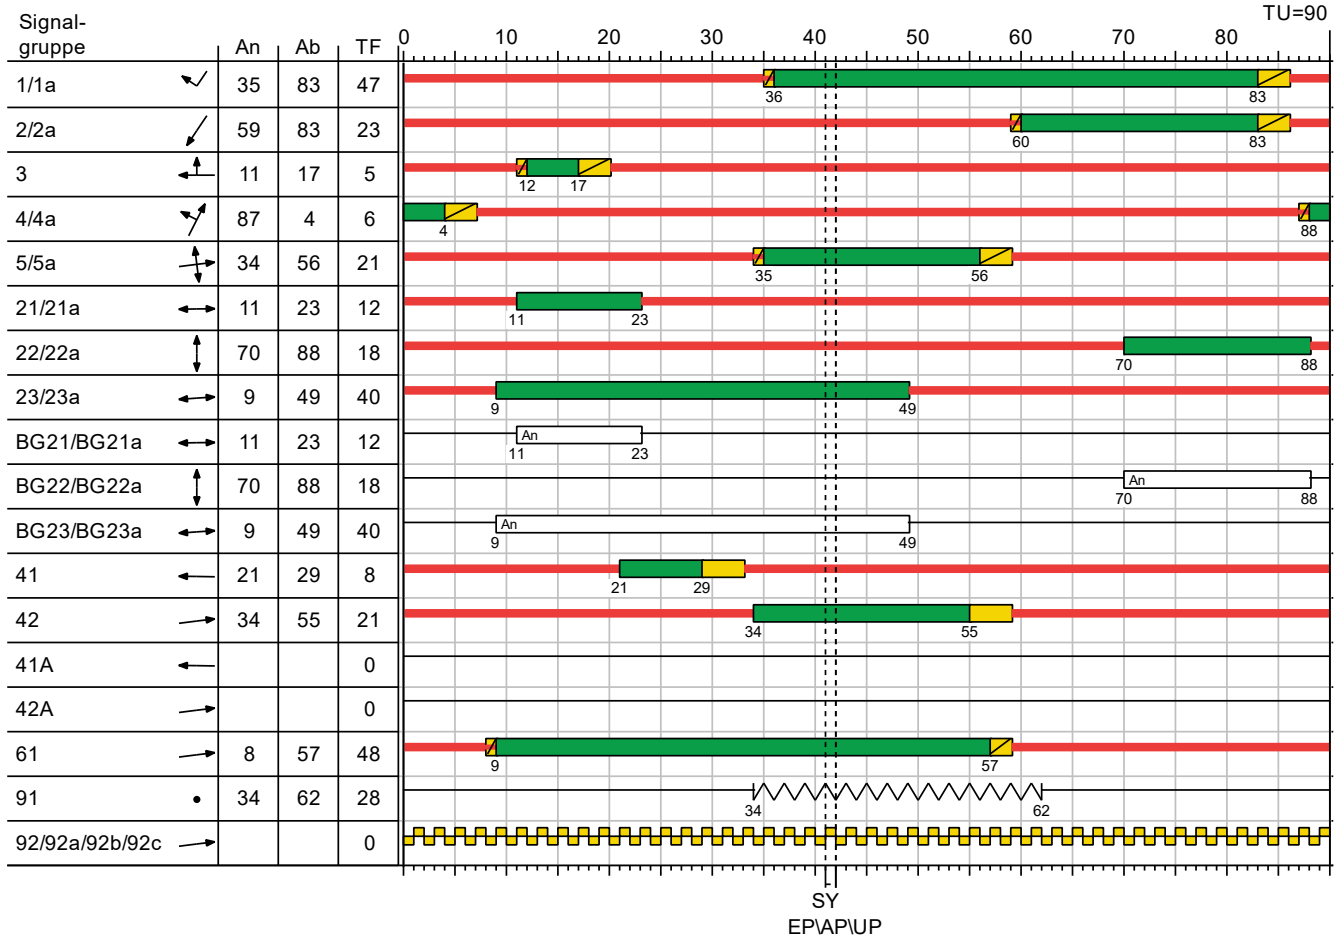 TU=90
Signal-
gruppe An Ab TF 0 10 20 30 40 50 60 70 80
1/1a 35 83 47
36 83
2/2a 59 83 23
60 83
3 11 17 5
12 17
4/4a 87 4 6
4 88
5/5a 34 56 21
35 56
21/21a 11 23 12
11 23
22/22a 70 88 18
70 88
23/23a 9 49 40
9 49
BG21/BG21a 11 23 12 An
11 23
BG22/BG22a 70 88 18 An
70 88
BG23/BG23a 9 49 40 An
9 49
41 21 29 8
21 29
42 34 55 21
34 55
41A 0
42A 0
61 8 57 48
9 57
91 34 62 28
34 62
92/92a/92b/92c 0
SY
EP\AP\UP